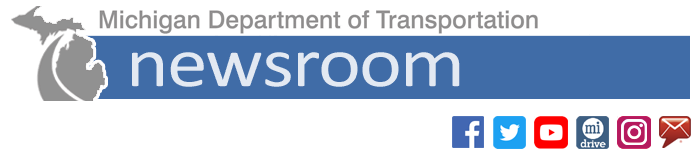 Michigan Department of Transportation
newsroom
mi
drive